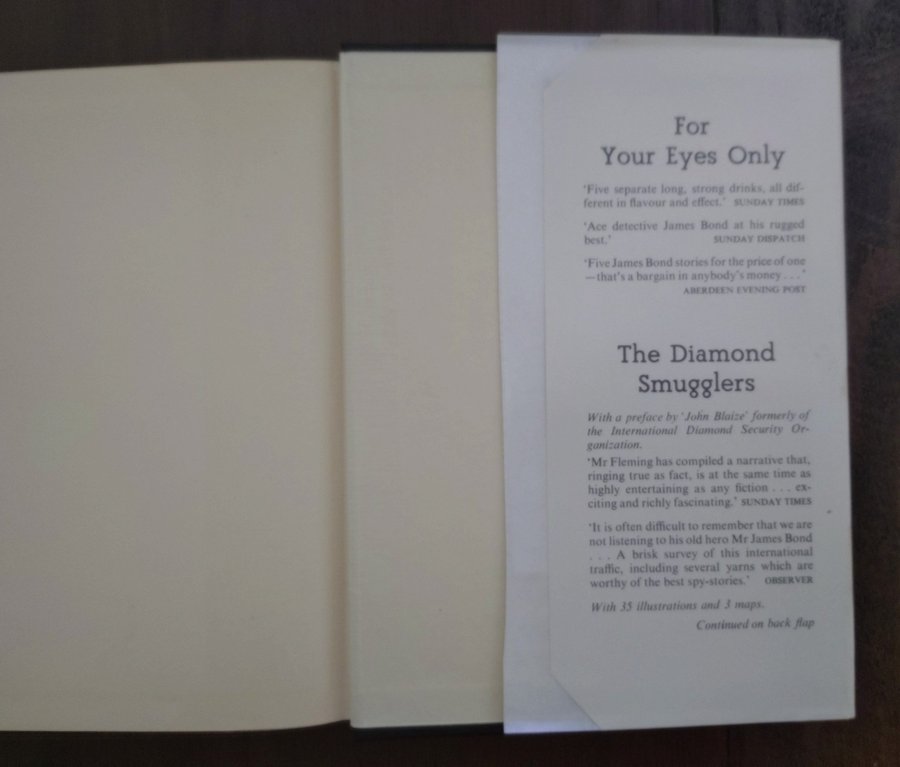 For
Your Eyes Only
'Five separate long, strong drinks, all dif-
ferent in flavour and effect.' SUNDAY TIMES
'Ace detective James Bond at his rugged
best.' SUNDAY DISPATCH
'Five James Bond stories for the price of one
—that's a bargain in anybody's money . . .'
ABERDEEN EVENING POST
The Diamond
Smugglers
With a preface by 'John Blaize' formerly of
the International Diamond Security Or-
ganization.
'Mr Fleming has compiled a narrative that,
ringing true as fact, is at the same time as
highly entertaining as any fiction . . . ex-
citing and richly fascinating.' SUNDAY TIMES
'It is often difficult to remember that we are
not listening to his old hero Mr James Bond
. . . A brisk survey of this international
traffic, including several yarns which are
worthy of the best spy-stories.' OBSERVER
With 35 illustrations and 3 maps.
Continued on back flap